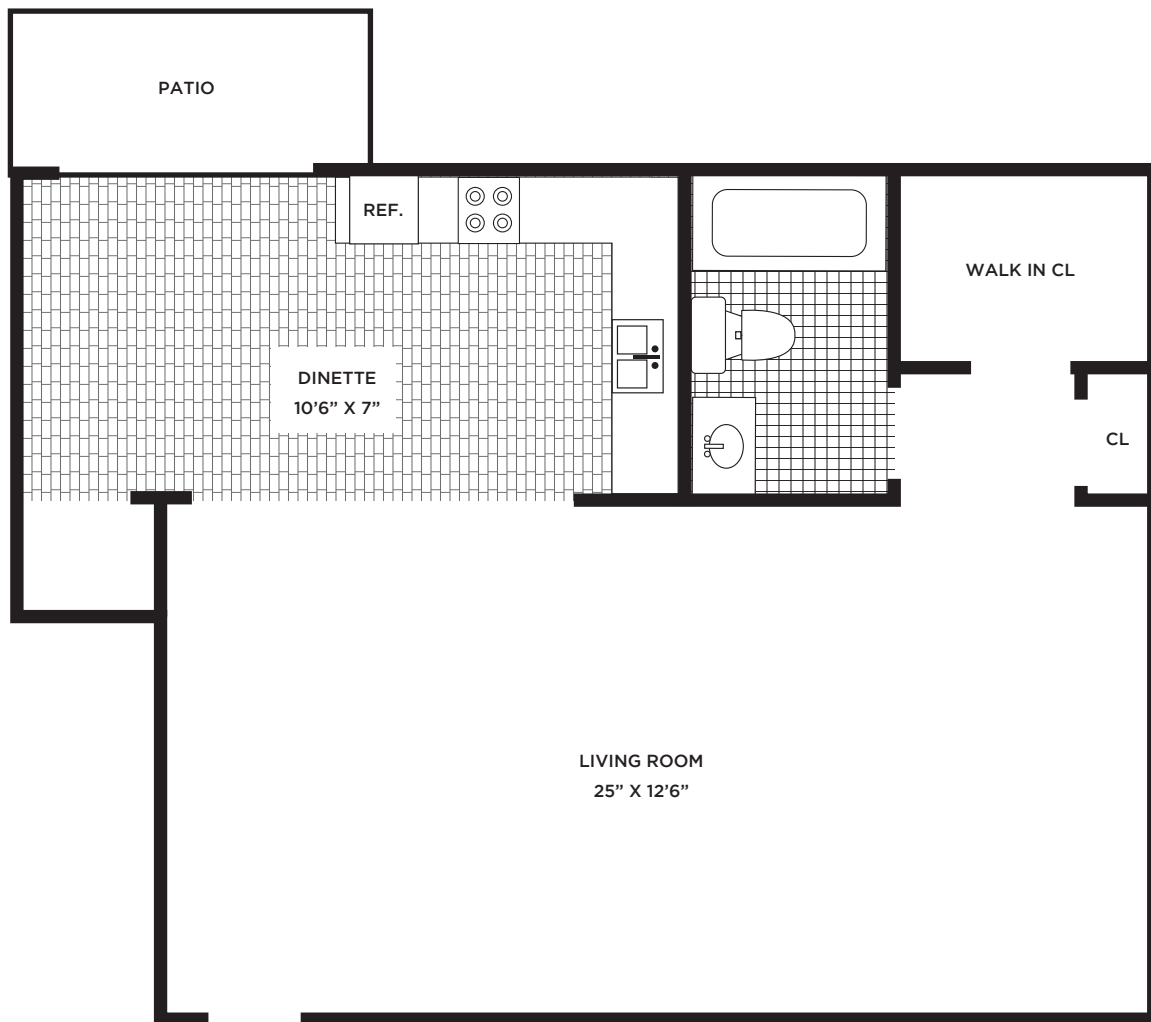 PATIO
REF.
WALK IN CL
DINETTE
10’6” X 7”
CL
LIVING ROOM
25” X 12’6”